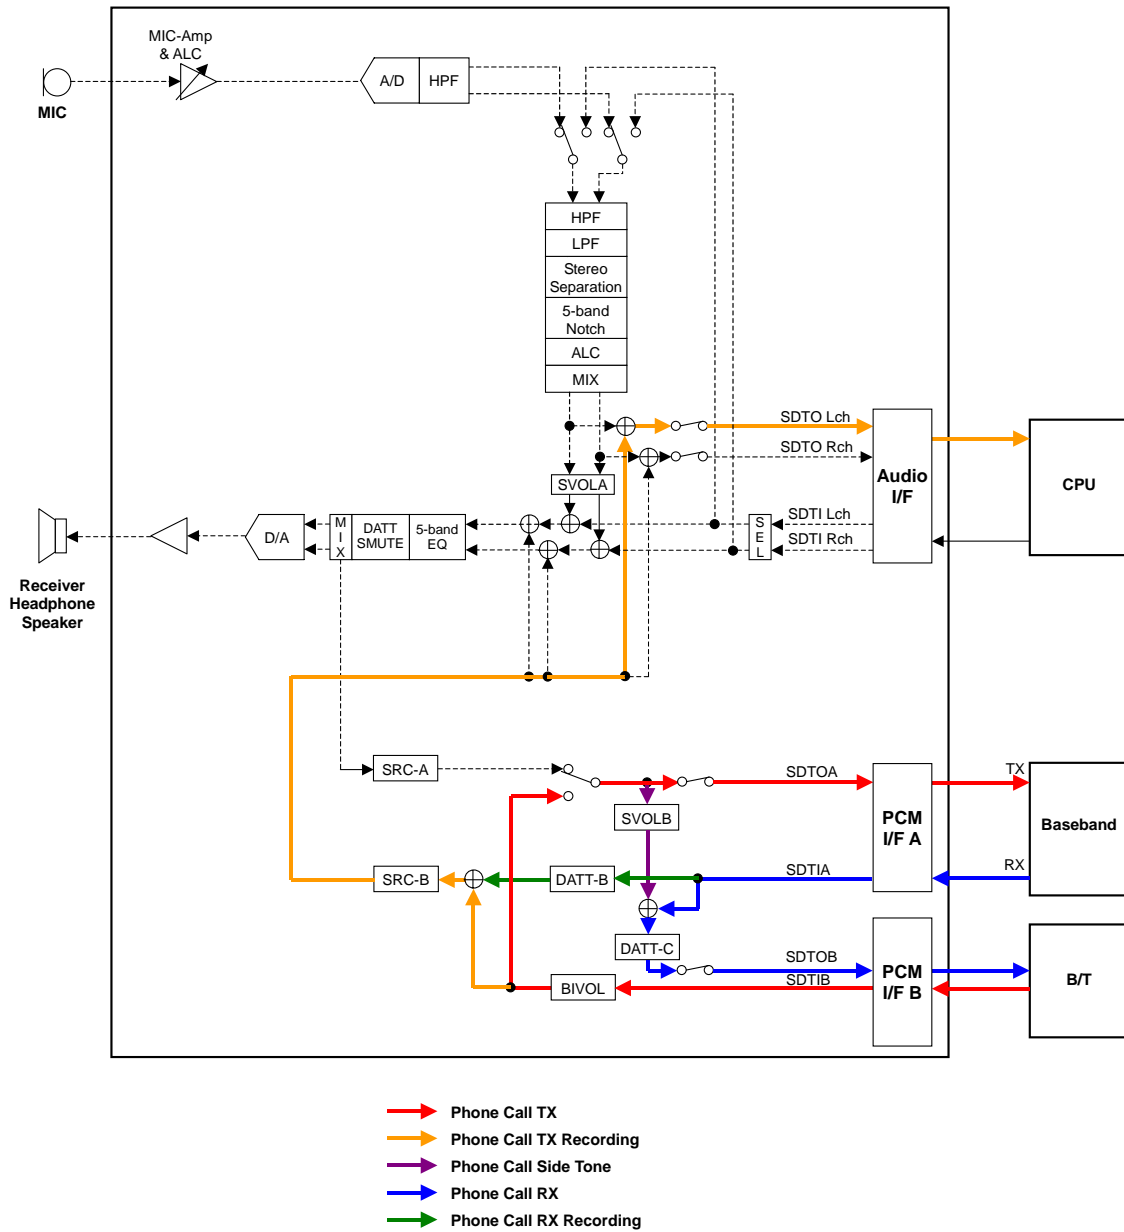 MIC-Amp
& ALC
MIC
A/D
HPF
HPF
LPF
Stereo
Separation
5-band
Notch
ALC
MIX
SDTO Lch
SDTO Rch
SVOLA
Audio
I/F
CPU
SDTI Lch
SDTI Rch
SEL
D/A
MIX
DATT
SMUTE
5-band
EQ
Receiver
Headphone
Speaker
SRC-A
SDTOA
TX
SVOLB
PCM
I/F A
Baseband
SRC-B
DATT-B
SDTIA
RX
DATT-C
SDTOB
PCM
I/F B
B/T
BIVOL
SDTIB
Phone Call TX
Phone Call TX Recording
Phone Call Side Tone
Phone Call RX
Phone Call RX Recording